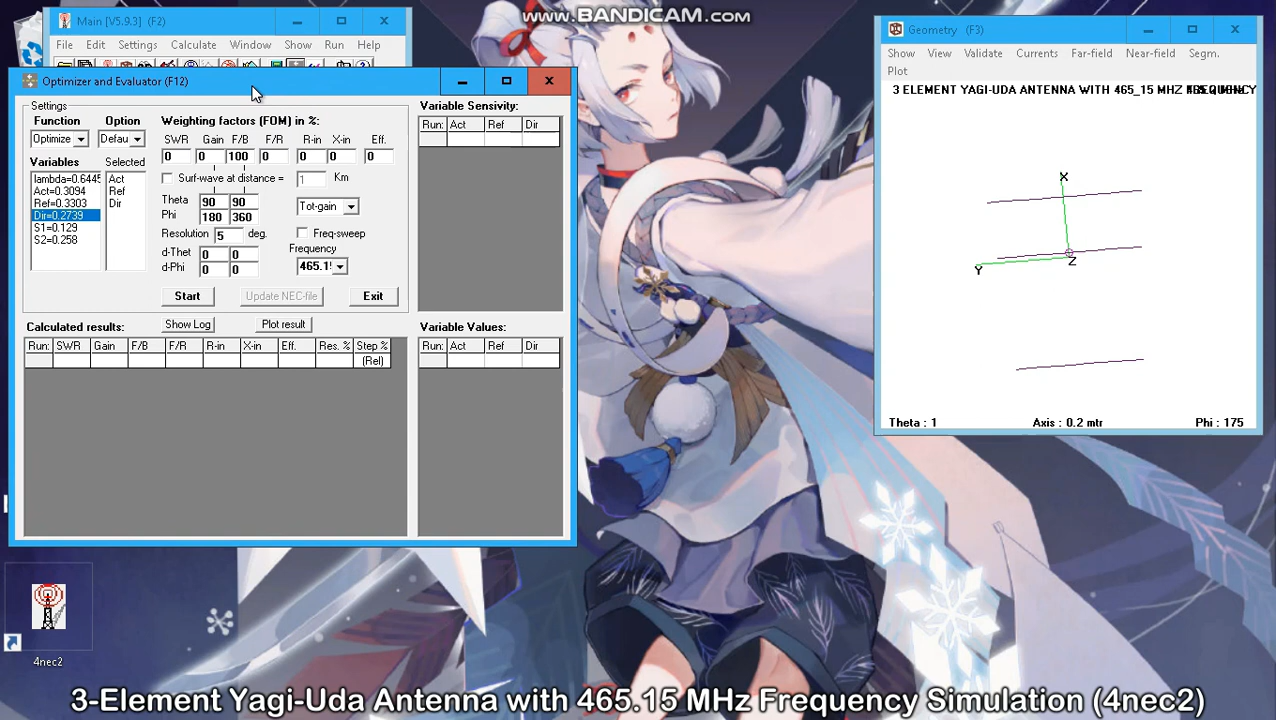 www.BANDICAM.com
Main [V5.9.3] (F2)
File Edit Settings Calculate Window Show Run Help
Optimizer and Evaluator (F12)
Settings
Function Option Weighting factors (FOM) in %:
SWR Gain F/B F/R R-in X-in Eff.
Optimize Defau 0 0 100 0 0 0 0
Variables Selected
Surf-wave at distance = 1 Km
lambda=0.6445
Act=0.3094
Ref=0.3303
Dir=0.2739
S1=0.129
S2=0.258
Act
Ref
Dir
Theta 90 90
Phi 180 360
Tot-gain
Resolution 5 deg.
Freq-sweep
Frequency
465.1
d-Thet 0 0
d-Phi 0 0
Start Update NEC-file Exit
Calculated results: Show Log Plot result
Run: SWR Gain F/B F/R R-in X-in Eff. Res. % Step %
(Rel)
Variable Sensivity:
Run: Act Ref Dir
Variable Values:
Run: Act Ref Dir
Geometry (F3)
Show View Validate Currents Far-field Near-field Segm.
Plot
3 ELEMENT YAGI-UDA ANTENNA WITH 465_15 MHZ FREQUENCY
X
Y
Z
Theta : 1 Axis : 0.2 mtr Phi : 175
4nec2
3-Element Yagi-Uda Antenna with 465.15 MHz Frequency Simulation (4nec2)